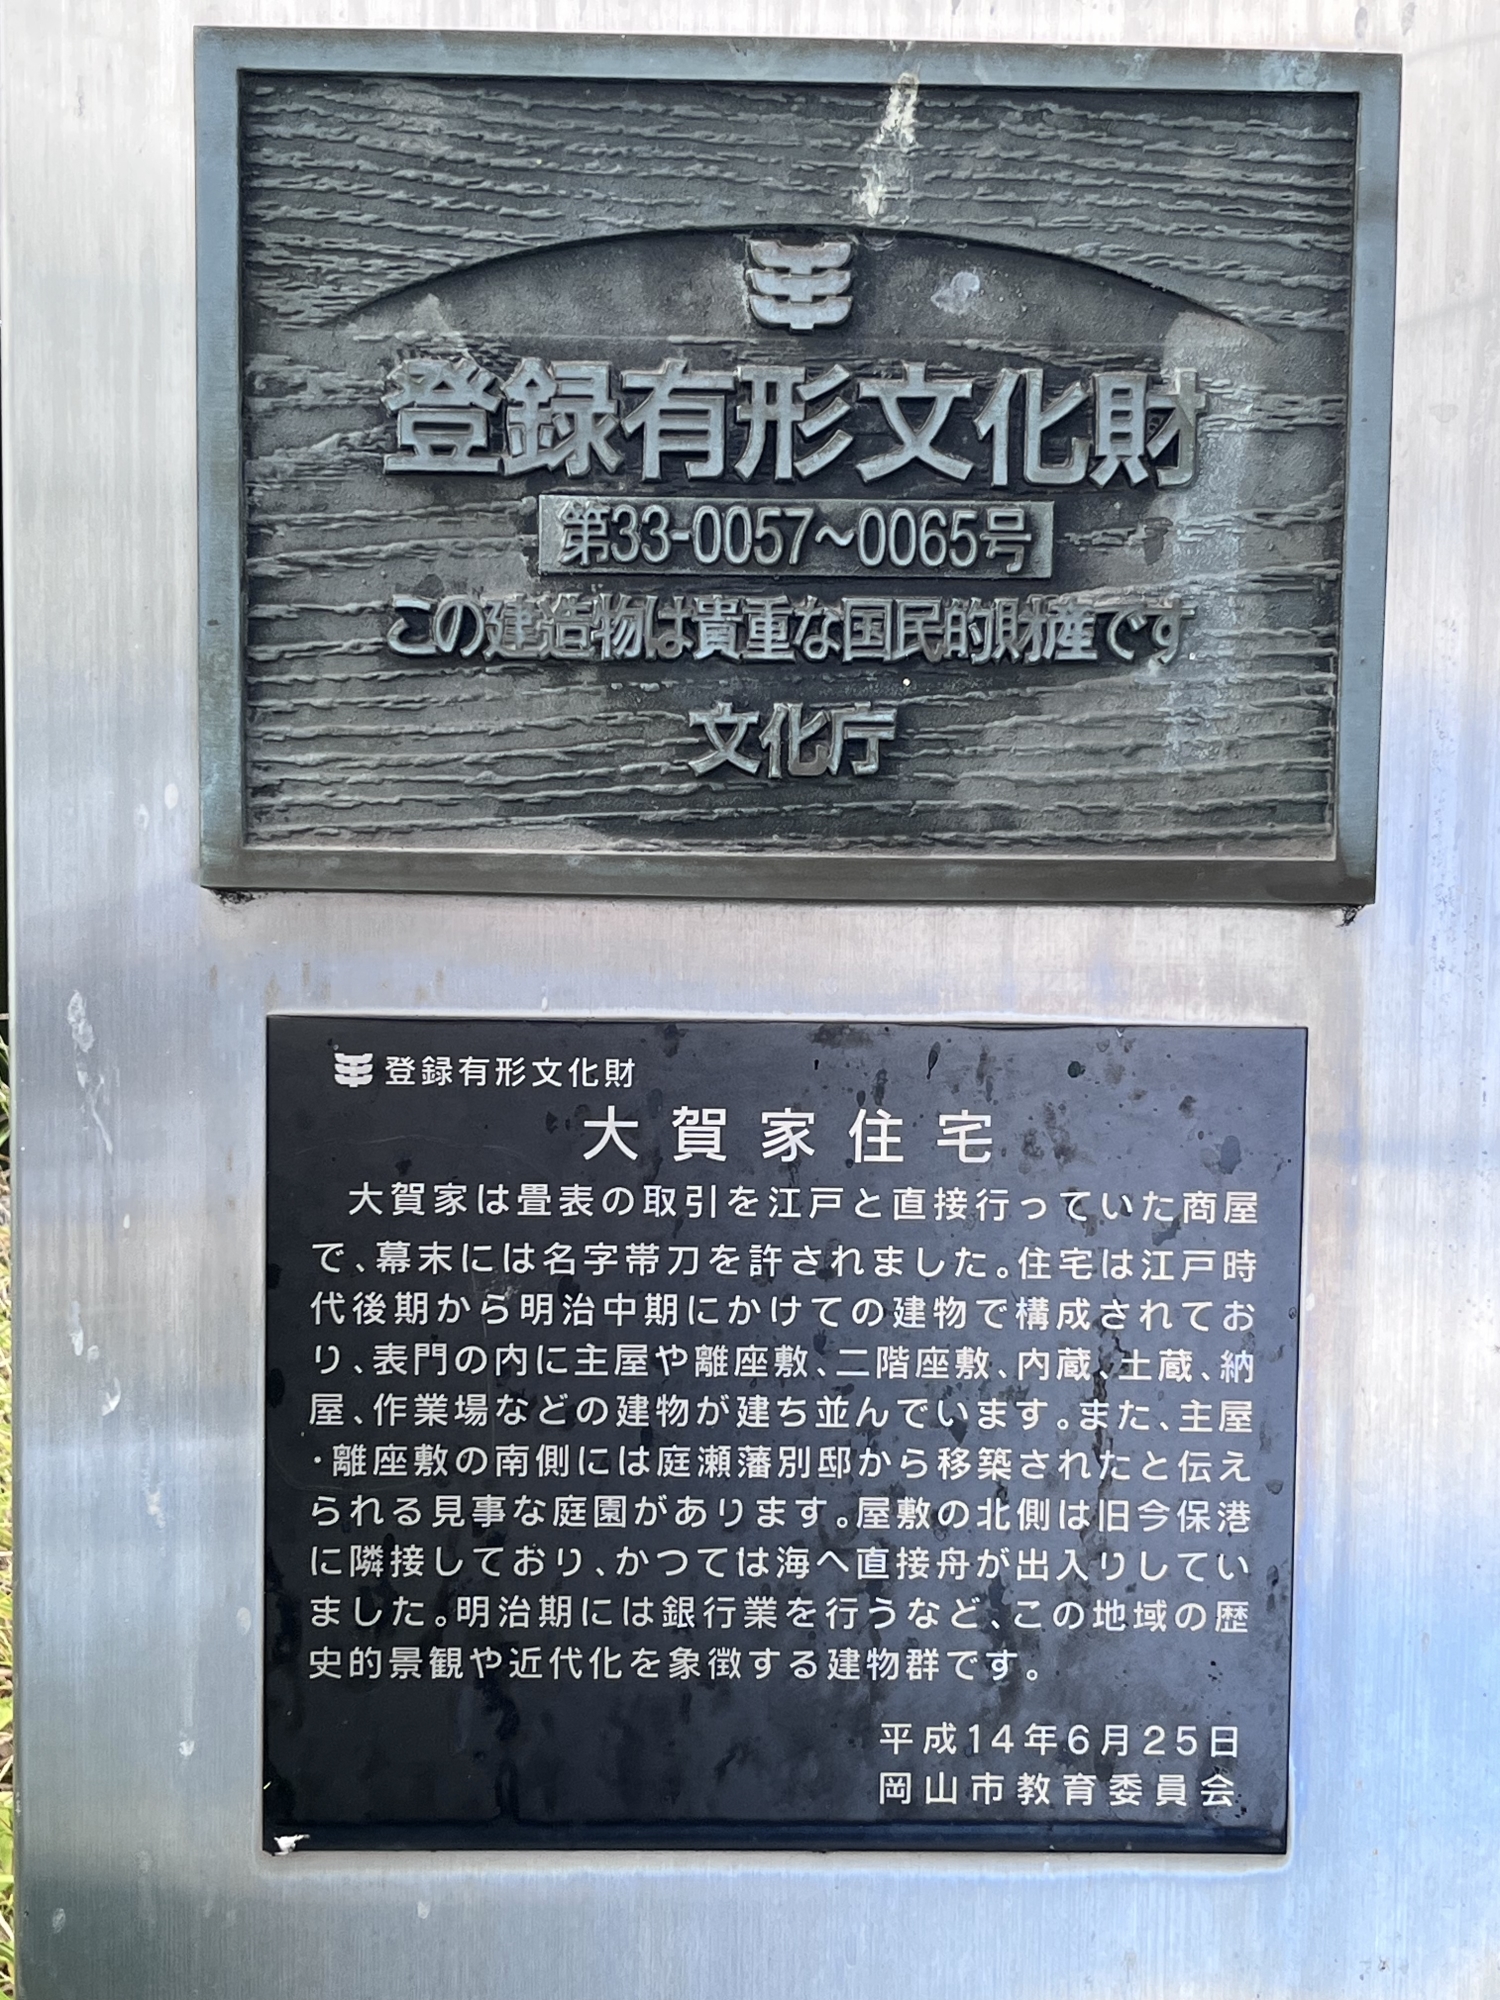 登録有形文化財
第33-0057～0065号
この建造物は貴重な国民的財産です
文化庁
登録有形文化財
大賀家住宅
大賀家は畳表の取引を江戸と直接行っていた商屋
で、幕末には名字帯刀を許されました。住宅は江戸時
代後期から明治中期にかけての建物で構成されてお
り、表門の内に主屋や離座敷、二階座敷、内蔵、土蔵、納
屋、作業場などの建物が建ち並んでいます。また、主屋
・離座敷の南側には庭瀬藩別邸から移築されたと伝え
られる見事な庭園があります。屋敷の北側は旧今保港
に隣接しており、かつては海へ直接舟が出入りしてい
ました。明治期には銀行業を行うなど、この地域の歴
史的景観や近代化を象徴する建物群です。
平成14年6月25日
岡山市教育委員会